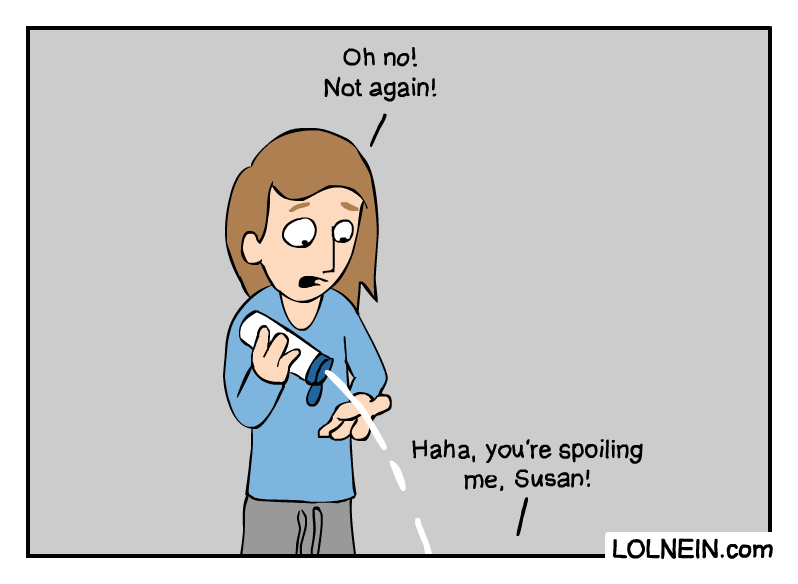 Oh no!
Not again!
Haha, you're spoiling
me, Susan!
LOLNEIN.com